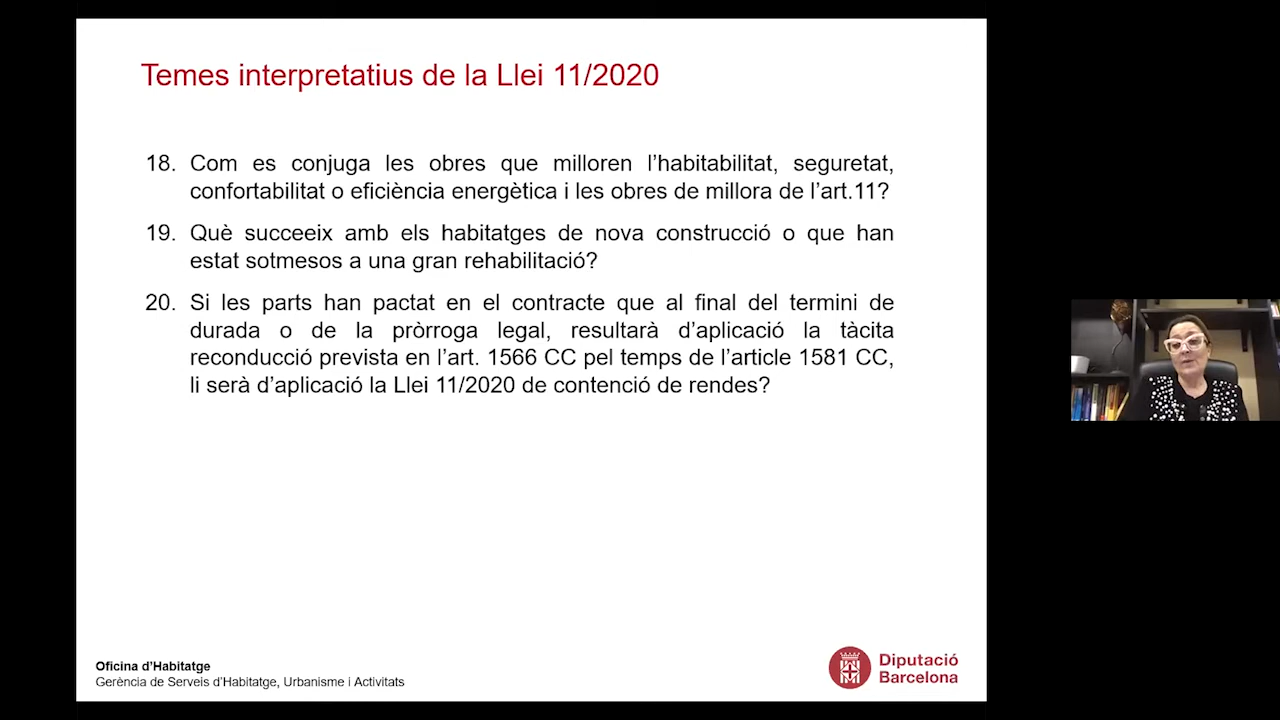 Temes interpretatius de la Llei 11/2020
18. Com es conjuga les obres que milloren l’habitabilitat, seguretat,
confortabilitat o eficiència energètica i les obres de millora de l’art.11?
19. Què succeeix amb els habitatges de nova construcció o que han
estat sotmesos a una gran rehabilitació?
20. Si les parts han pactat en el contracte que al final del termini de
durada o de la pròrroga legal, resultarà d’aplicació la tàcita
reconducció prevista en l’art. 1566 CC pel temps de l’article 1581 CC,
li serà d’aplicació la Llei 11/2020 de contenció de rendes?
Oficina d’Habitatge
Gerència de Serveis d’Habitatge, Urbanisme i Activitats
Diputació
Barcelona